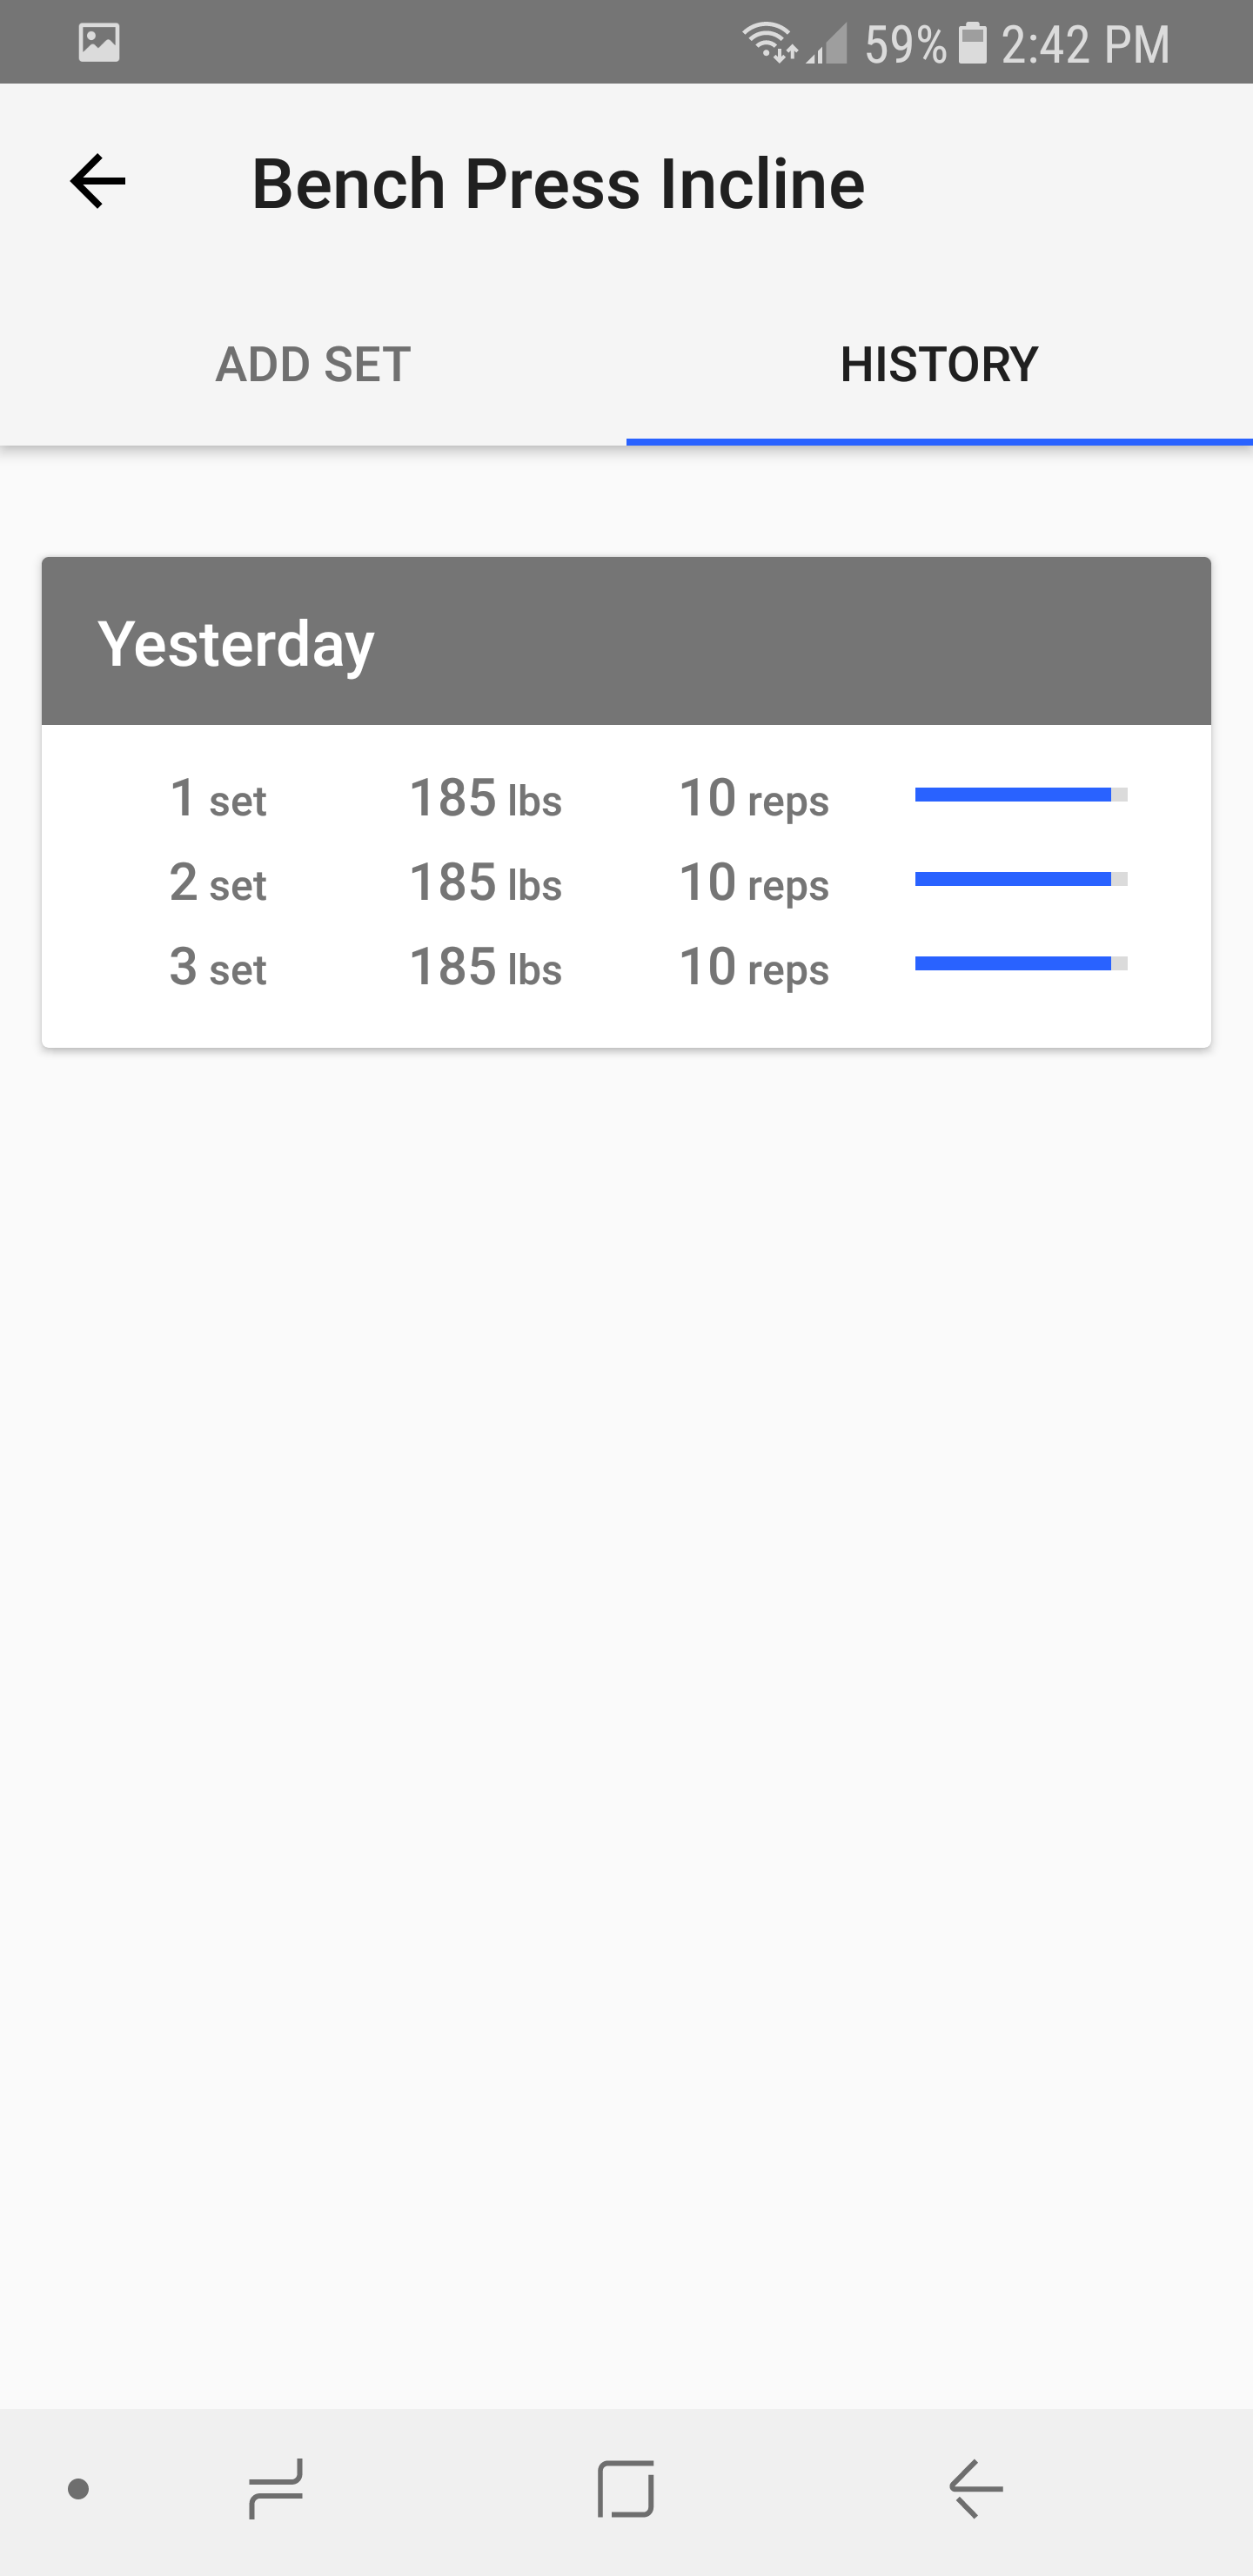 59% 2:42 PM
Bench Press Incline
ADD SET HISTORY
Yesterday
1 set 185 lbs 10 reps
2 set 185 lbs 10 reps
3 set 185 lbs 10 reps